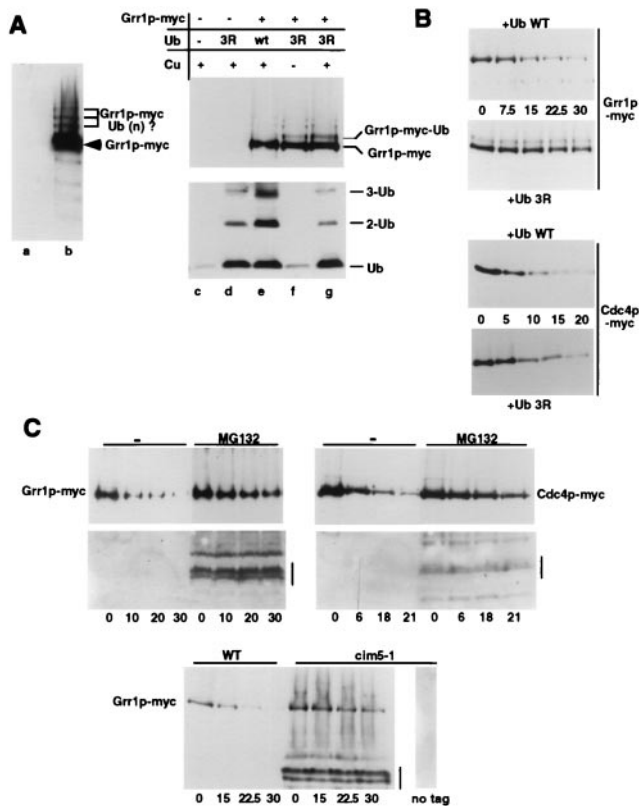 A
Grr1p-myc
Ub (n) ?
Grr1p-myc
a b
Grr1p-myc - - + + +
Ub - 3R wt 3R 3R
Cu + + + - +
Grr1p-myc-Ub
Grr1p-myc
3-Ub
2-Ub
Ub
c d e f g
B
+Ub WT
0 7.5 15 22.5 30
Grr1p
-myc
+Ub 3R
+Ub WT
0 5 10 15 20
Cdc4p
-myc
+Ub 3R
C
- MG132
Grr1p-myc
0 10 20 30 0 10 20 30
- MG132
Cdc4p-myc
0 6 18 21 0 6 18 21
WT cim5-1
Grr1p-myc
0 15 22.5 30 0 15 22.5 30 no tag